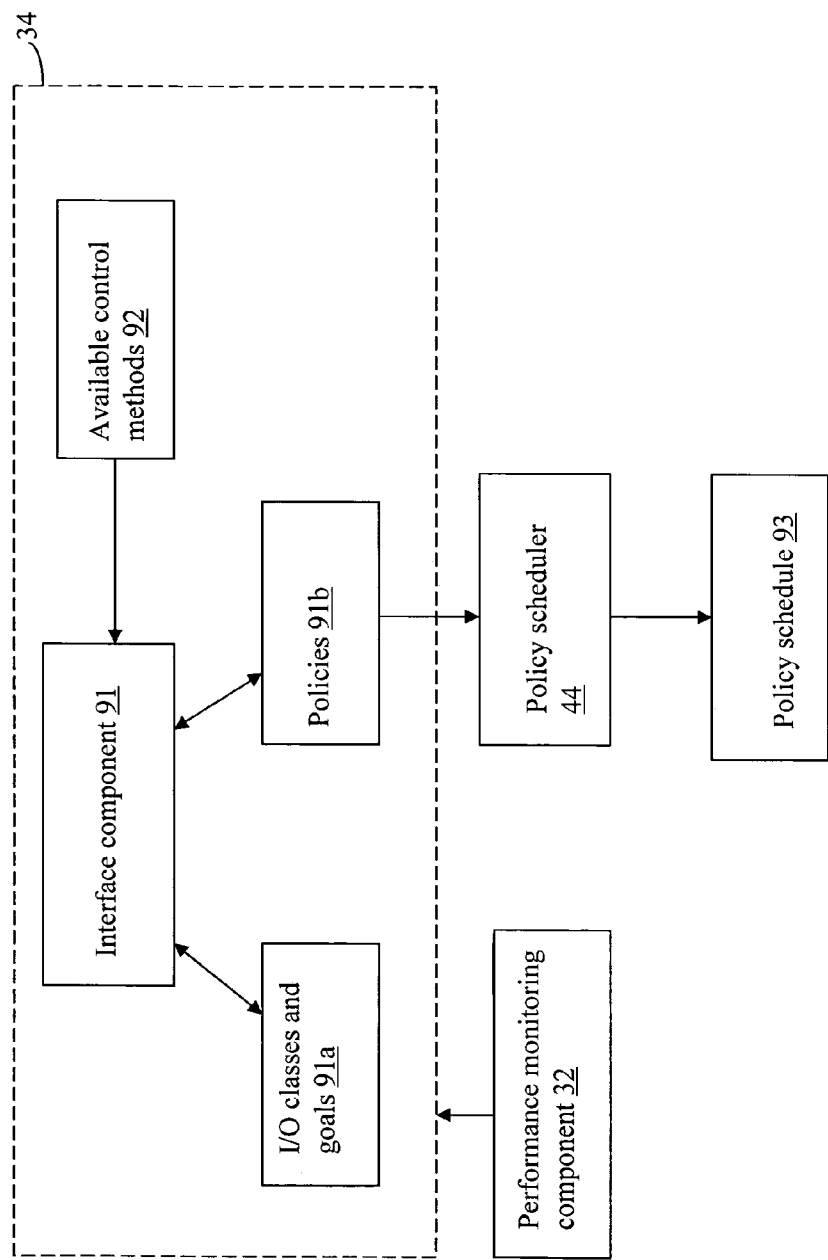 34
Interface component 91
Available control
methods 92
I/O classes and
goals 91a
Policies 91b
Performance monitoring
component 32
Policy scheduler
44
Policy schedule 93